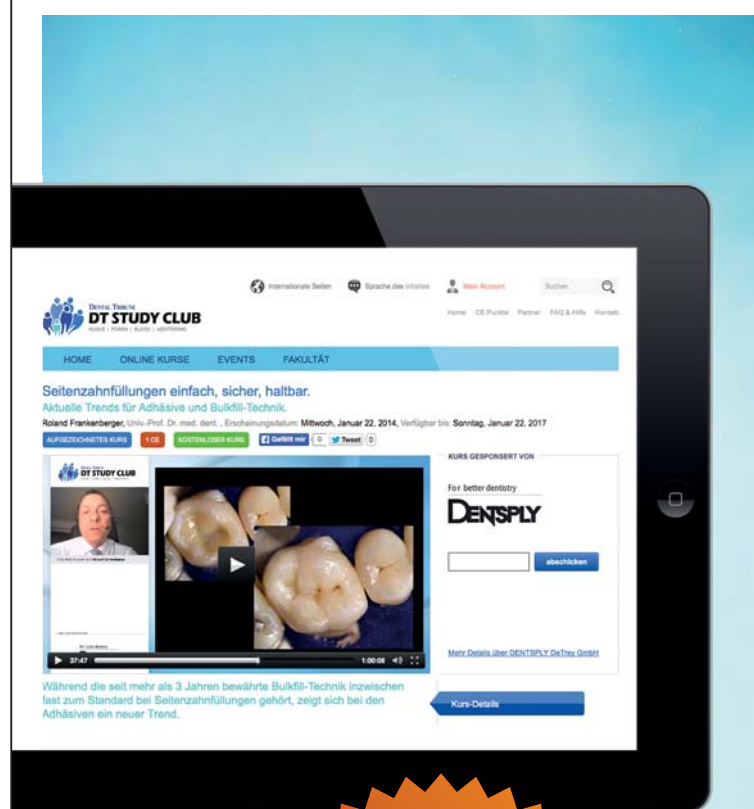 Internationale Seiten
Sprache des Inhaltes
Mein Account
Suchen
Home CE Punkte Partner FAQ & Hilfe Kontakt
DENTAL TRIBUNE
DT STUDY CLUB
KURSE | FOREN | BLOGS | MENTORING
HOME ONLINE KURSE EVENTS FAKULTÄT
Seitenzahnfüllungen einfach, sicher, haltbar.
Aktuelle Trends für Adhäsive und Bulkfill-Technik.
Roland Frankenberger, Univ.-Prof. Dr. med. dent. , Erscheinungsdatum: Mittwoch, Januar 22, 2014, Verfügbar bis: Sonntag, Januar 22, 2017
AUFGEZEICHNETES KURS 1 CE KOSTENLOSER KURS Gefällt mir 0 Tweet 0
DT STUDY CLUB
KURS GESPONSERT VON
For better dentistry
DENTSPLY
abschicken
37:47 1:00:08
Mehr Details über DENTSPLY DeTrey GmbH
Während die seit mehr als 3 Jahren bewährte Bulkfill-Technik inzwischen
fast zum Standard bei Seitenzahnfüllungen gehört, zeigt sich bei den
Adhäsiven ein neuer Trend.
Kurs-Details